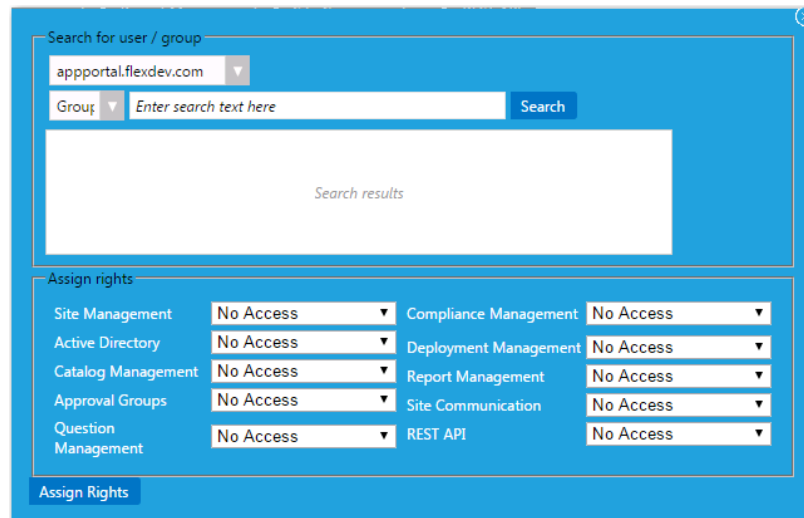 Search for user / group
appportal.flexdev.com
Group
Enter search text here
Search
Search results
Assign rights
Site Management No Access Compliance Management No Access
Active Directory No Access Deployment Management No Access
Catalog Management No Access Report Management No Access
Approval Groups No Access Site Communication No Access
Question
Management No Access REST API No Access
Assign Rights